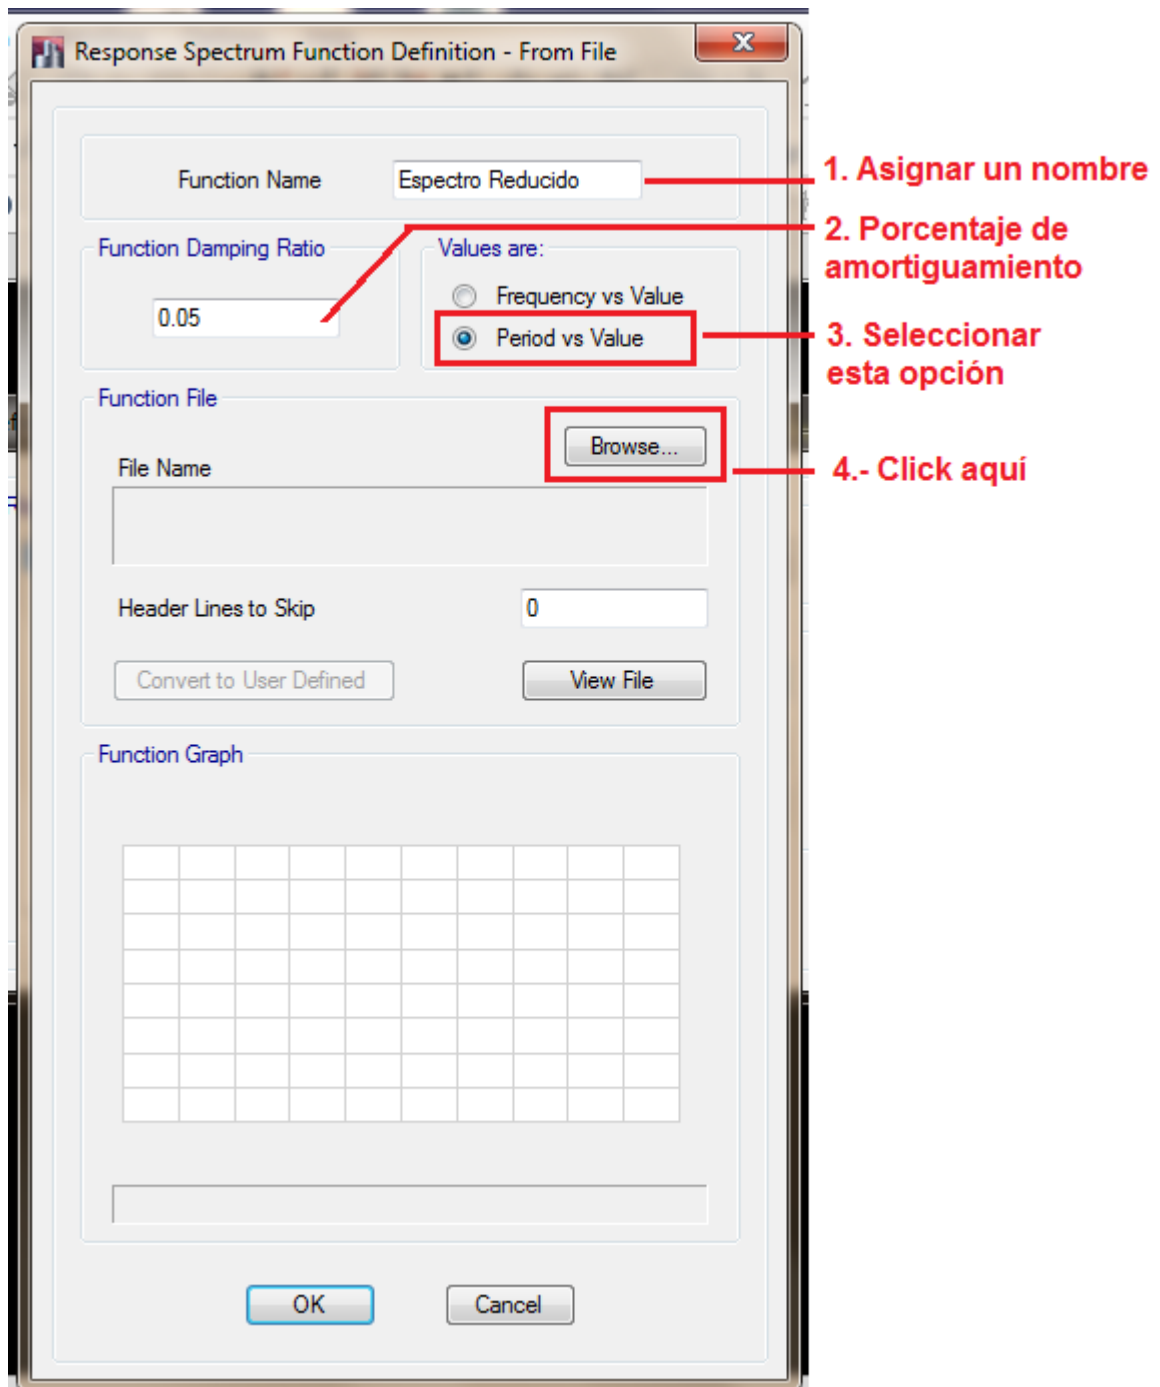 Response Spectrum Function Definition - From File
Function Name
Espectro Reducido
1. Asignar un nombre
Function Damping Ratio
0.05
2. Porcentaje de
amortiguamiento
Values are:
Frequency vs Value
Period vs Value
3. Seleccionar
esta opción
Function File
Browse...
4.- Click aquí
File Name
Header Lines to Skip
0
Convert to User Defined
View File
Function Graph
OK
Cancel